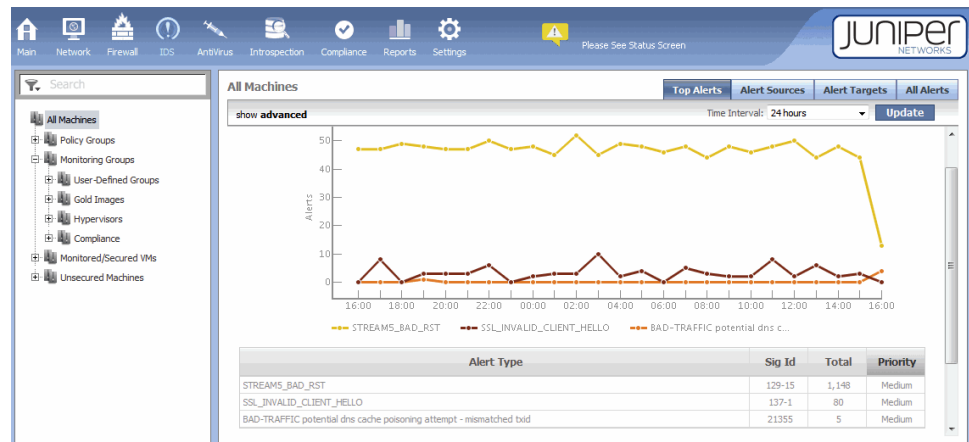 Main Network Firewall IDS AntiVirus Introspection Compliance Reports Settings
Please See Status Screen
JUNIPER
NETWORKS
Search
All Machines
Policy Groups
Monitoring Groups
User-Defined Groups
Gold Images
Hypervisors
Compliance
Monitored/Secured VMs
Unsecured Machines
All Machines
Top Alerts Alert Sources Alert Targets All Alerts
show advanced
Time Interval: 24 hours Update
50
40
30
20
10
0
Alerts
16:00 18:00 20:00 22:00 00:00 02:00 04:00 06:00 08:00 10:00 12:00 14:00 16:00
STREAM5_BAD_RST SSL_INVALID_CLIENT_HELLO BAD-TRAFFIC potential dns c...
Alert Type Sig Id Total Priority
STREAM5_BAD_RST 129-15 1,148 Medium
SSL_INVALID_CLIENT_HELLO 137-1 80 Medium
BAD-TRAFFIC potential dns cache poisoning attempt - mismatched txid 21355 5 Medium